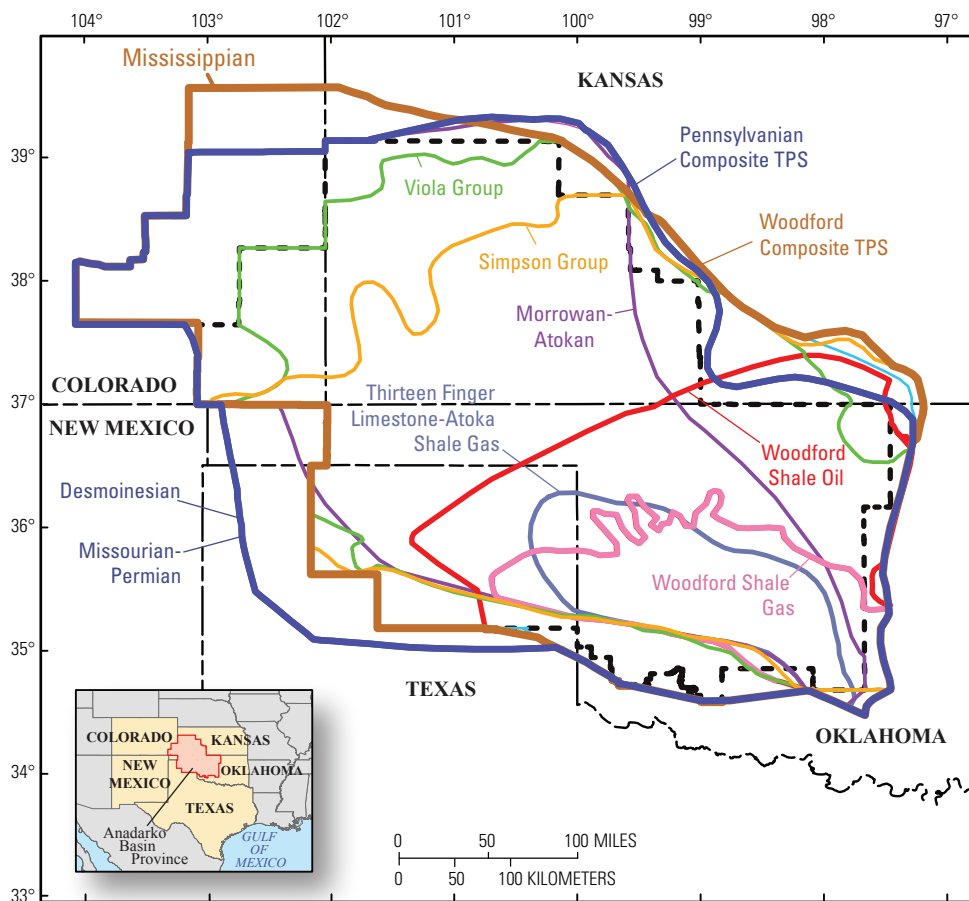 104° 103° 102° 101° 100° 99° 98° 97°
Mississippian
KANSAS
39°
Pennsylvanian
Composite TPS
Viola Group
Woodford
Composite TPS
Simpson Group
38°
Morrowan-
Atokan
COLORADO
Thirteen Finger
Limestone-Atoka
Shale Gas
37°
NEW MEXICO
Woodford
Shale Oil
Desmoinesian
36°
Missourian-
Permian
Woodford Shale
Gas
35°
TEXAS
OKLAHOMA
34°
COLORADO
KANSAS
NEW
MEXICO
OKLAHOMA
TEXAS
Anadarko
Basin
Province
GULF
OF
MEXICO
0 50 100 MILES
0 50 100 KILOMETERS
33°